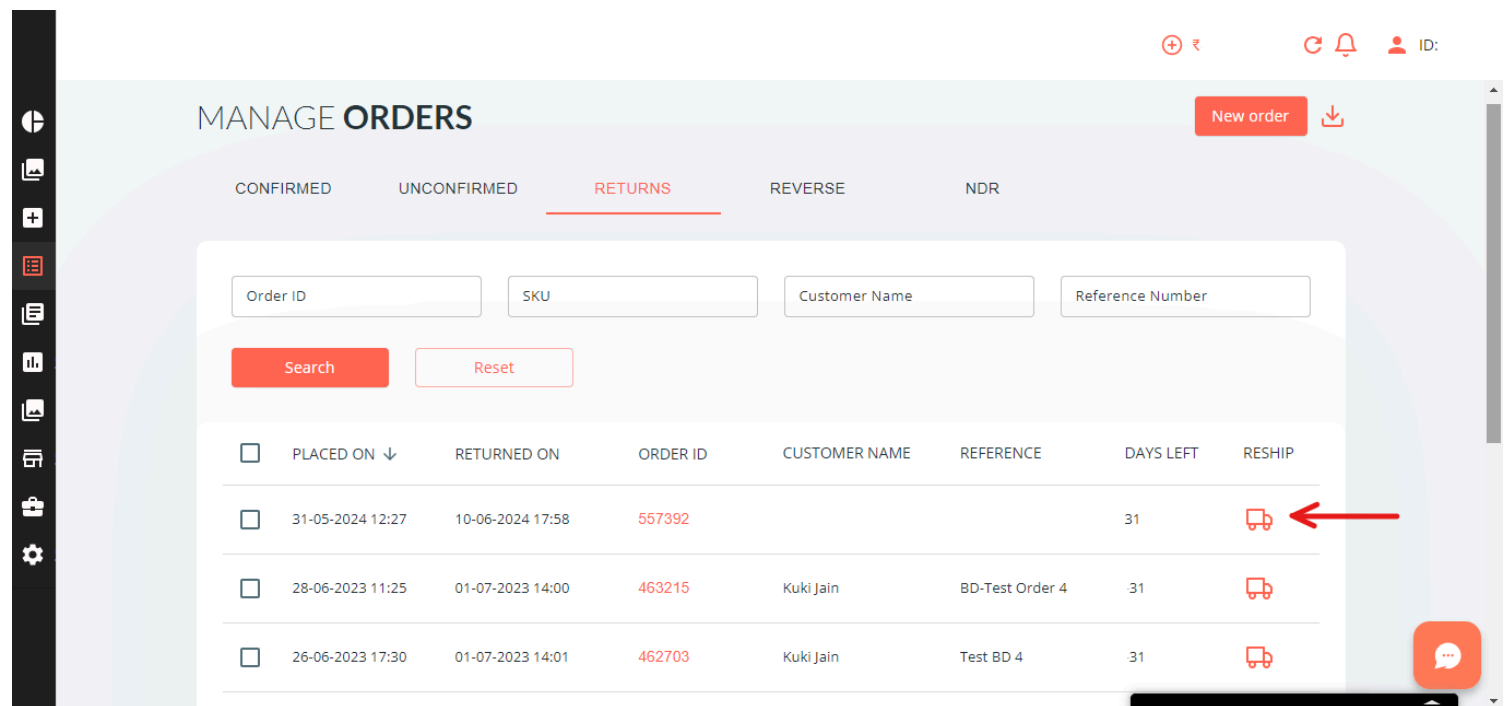 ₹ ID:
MANAGE ORDERS New order
CONFIRMED UNCONFIRMED RETURNS REVERSE NDR
Order ID SKU Customer Name Reference Number
Search Reset
PLACED ON RETURNED ON ORDER ID CUSTOMER NAME REFERENCE DAYS LEFT RESHIP
31-05-2024 12:27 10-06-2024 17:58 557392 31
28-06-2023 11:25 01-07-2023 14:00 463215 Kuki Jain BD-Test Order 4 31
26-06-2023 17:30 01-07-2023 14:01 462703 Kuki Jain Test BD 4 31